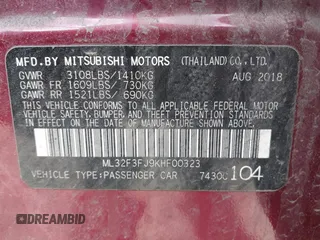 MFD.BY MITSUBISHI MOTORS (THAILAND) CO.,LTD.
GVWR 3108LBS/1410KG AUG 2018
GAWR FR 1609LBS/ 730KG
GAWR RR 1521LBS/ 690KG
THIS VEHICLE CONFORMS TO ALL APPLICABLE
FEDERAL MOTOR VEHICLE SAFETY, BUMPER, AND
THEFT PREVENTION STANDARDS IN EFFECT ON
THE DATE OF MANUFACTURE SHOWN ABOVE.
ML32F3FJ9KHF00323
VEHICLE TYPE:PASSENGER CAR 74300104
DREAMBID